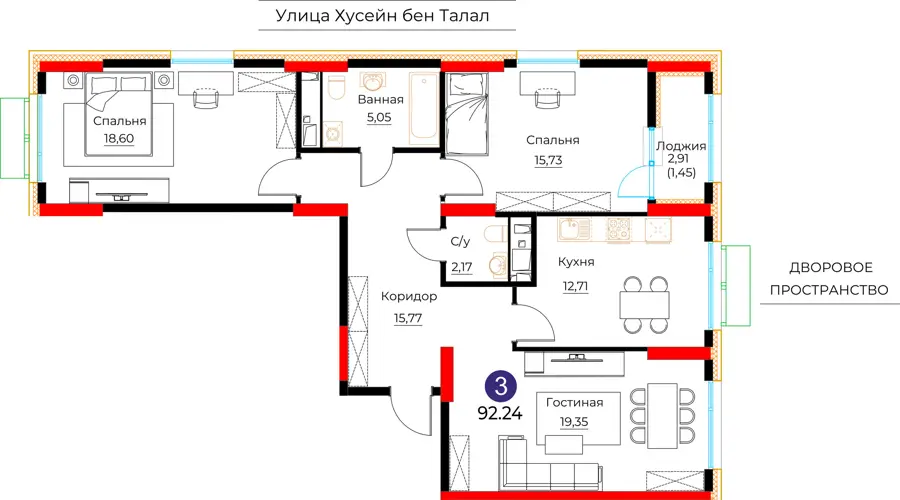 Улица Хусейн бен Талал
Спальня
18,60
Ванная
5,05
Спальня
15,73
Лоджия
2,91
(1,45)
С/у
2,17
Кухня
12,71
Коридор
15,77
ДВОРОВОЕ
ПРОСТРАНСТВО
3
92.24
Гостиная
19,35